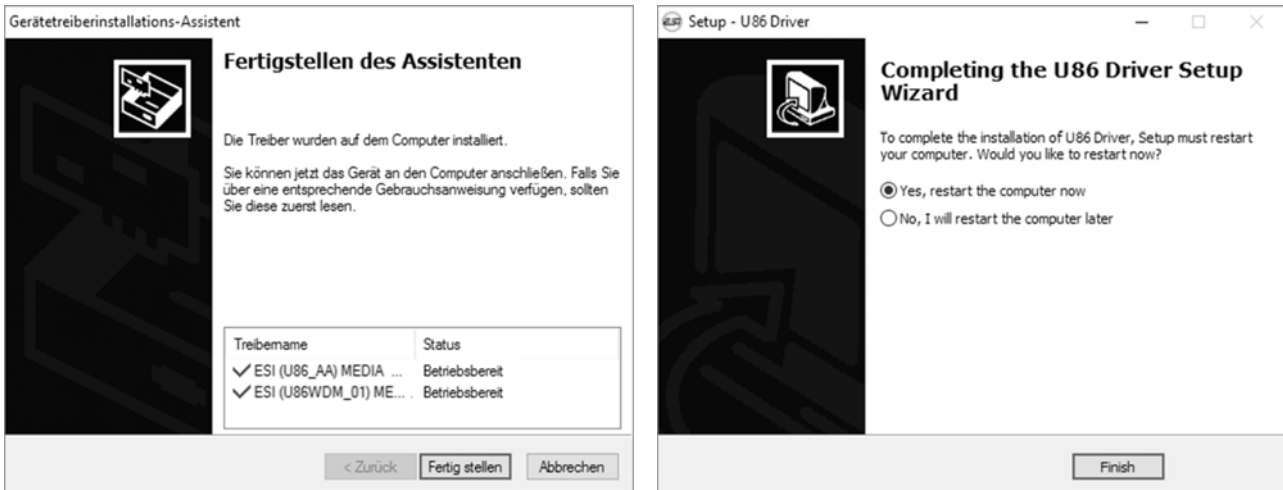 Gerätetreiberinstallations-Assistent
Fertigstellen des Assistenten
Die Treiber wurden auf dem Computer installiert.
Sie können jetzt das Gerät an den Computer anschließen. Falls Sie
über eine entsprechende Gebrauchsanweisung verfügen, sollten
Sie diese zuerst lesen.
Treibername Status
ESI (U86_AA) MEDIA ... Betriebsbereit
ESI (U86WDM_01) ME... . Betriebsbereit
< Zurück Fertig stellen Abbrechen
ESI Setup - U86 Driver
Completing the U86 Driver Setup
Wizard
To complete the installation of U86 Driver, Setup must restart
your computer. Would you like to restart now?
Yes, restart the computer now
No, I will restart the computer later
Finish